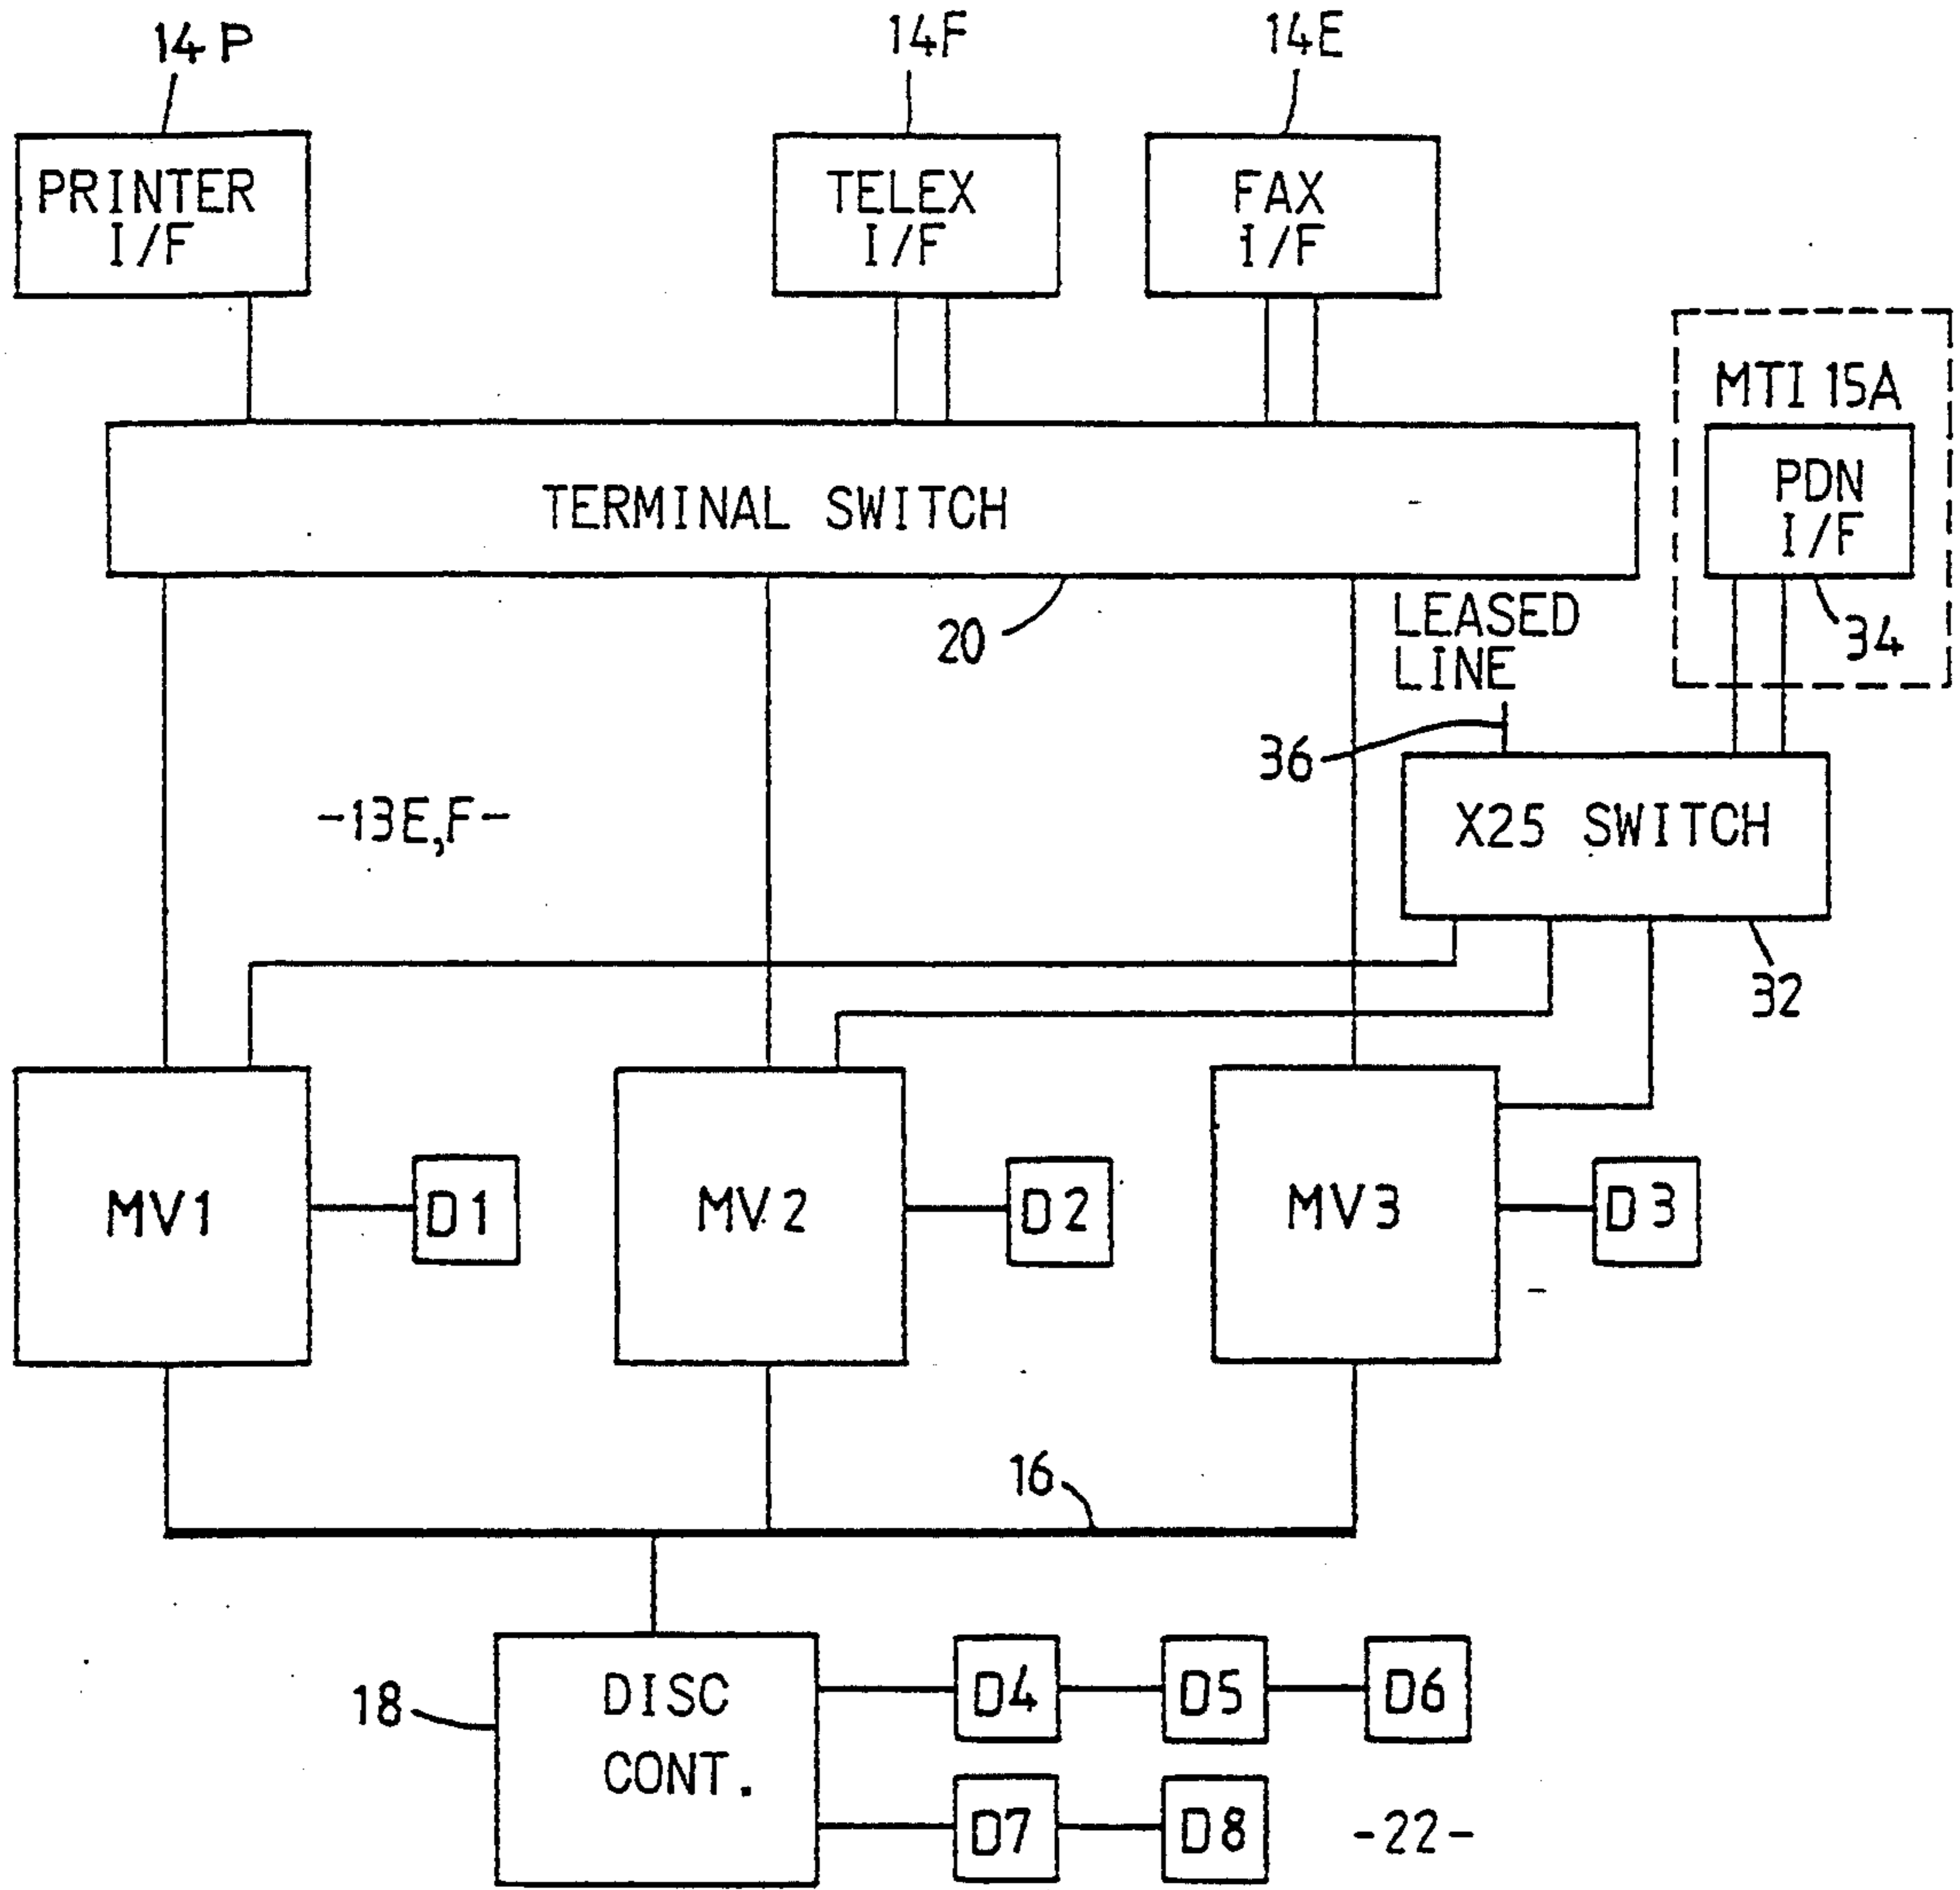 14P
14F
14E
PRINTER
I/F
TELEX
I/F
FAX
I/F
MTI 15A
PDN
I/F
TERMINAL SWITCH
20
LEASED
LINE
34
36
-13E,F-
X25 SWITCH
32
MV1
D1
MV2
D2
MV3
D3
16
18
DISC
CONT.
D4
D5
D6
D7
D8
-22-